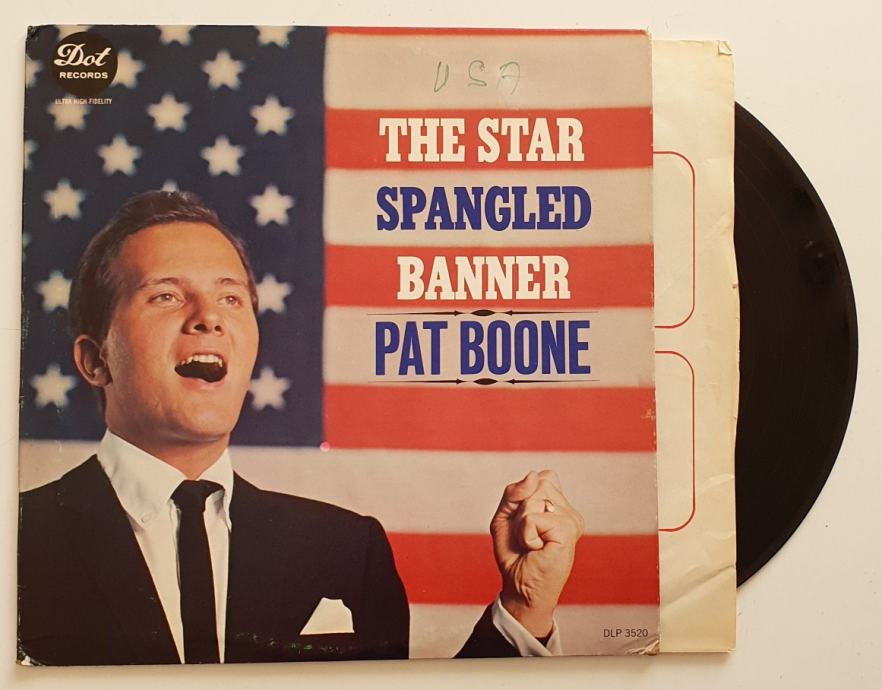 Dot
RECORDS
ULTRA HIGH FIDELITY
USA
THE STAR
SPANGLED
BANNER
PAT BOONE
DLP 3520